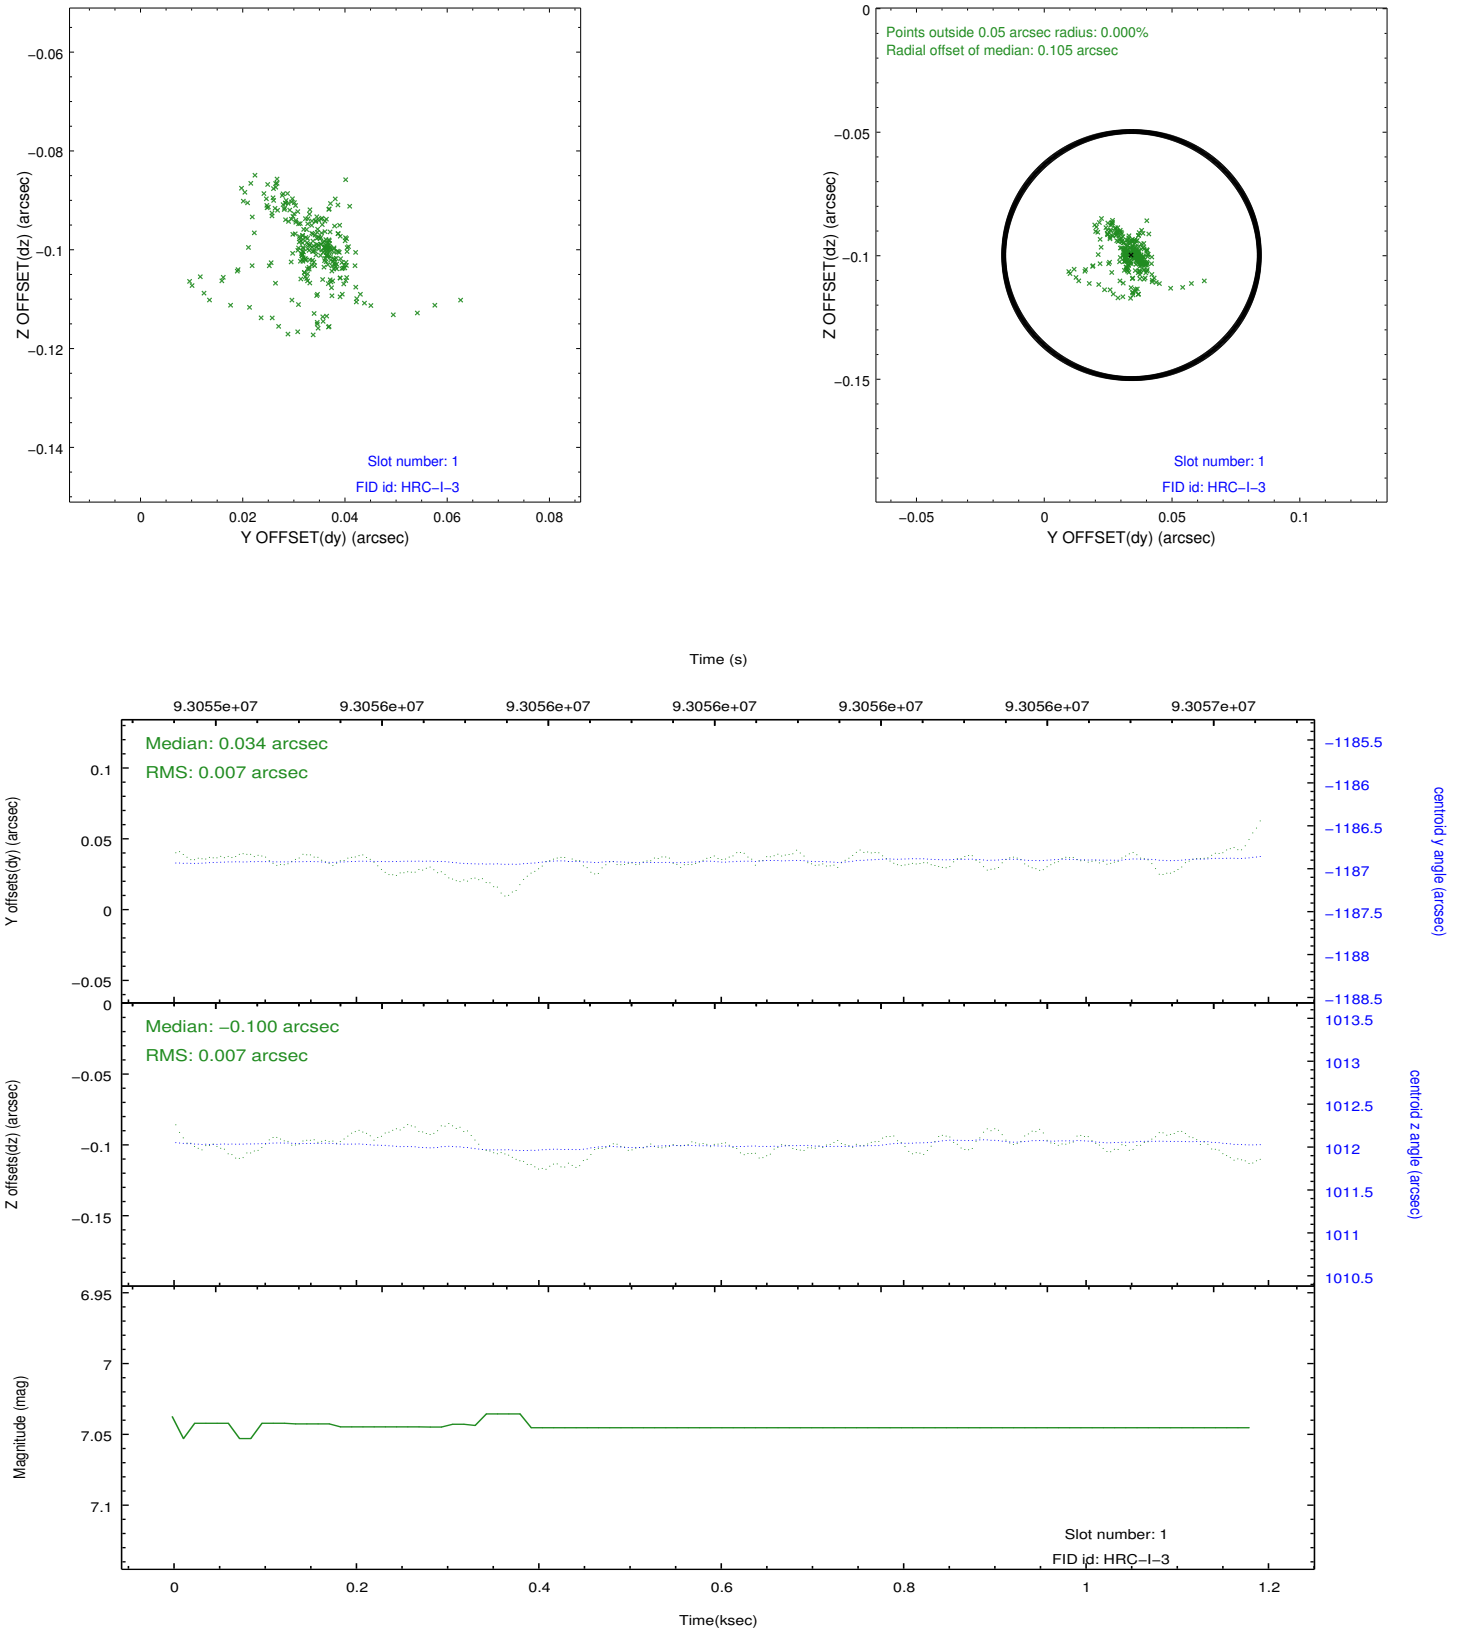 −0.06
−0.08
−0.1
−0.12
−0.14
Z OFFSET(dz) (arcsec)
Slot number: 1
FID id: HRC−I−3
0 0.02 0.04 0.06 0.08
Y OFFSET(dy) (arcsec)
0
−0.05
−0.1
−0.15
Z OFFSET(dz) (arcsec)
Points outside 0.05 arcsec radius: 0.000%
Radial offset of median: 0.105 arcsec
Slot number: 1
FID id: HRC−I−3
−0.05 0 0.05 0.1
Y OFFSET(dy) (arcsec)
Time (s)
9.3055e+07 9.3056e+07 9.3056e+07 9.3056e+07 9.3056e+07 9.3056e+07 9.3057e+07
Median: 0.034 arcsec
RMS: 0.007 arcsec
0.1
0.05
0
−0.05
Y offsets(dy) (arcsec)
−1185.5
−1186
−1186.5
−1187
−1187.5
−1188
−1188.5
centroid y angle (arcsec)
Median: −0.100 arcsec
RMS: 0.007 arcsec
0
−0.05
−0.1
−0.15
Z offsets(dz) (arcsec)
1013.5
1013
1012.5
1012
1011.5
1011
1010.5
centroid z angle (arcsec)
6.95
7
7.05
7.1
Magnitude (mag)
Slot number: 1
FID id: HRC−I−3
0 0.2 0.4 0.6 0.8 1 1.2
Time(ksec)